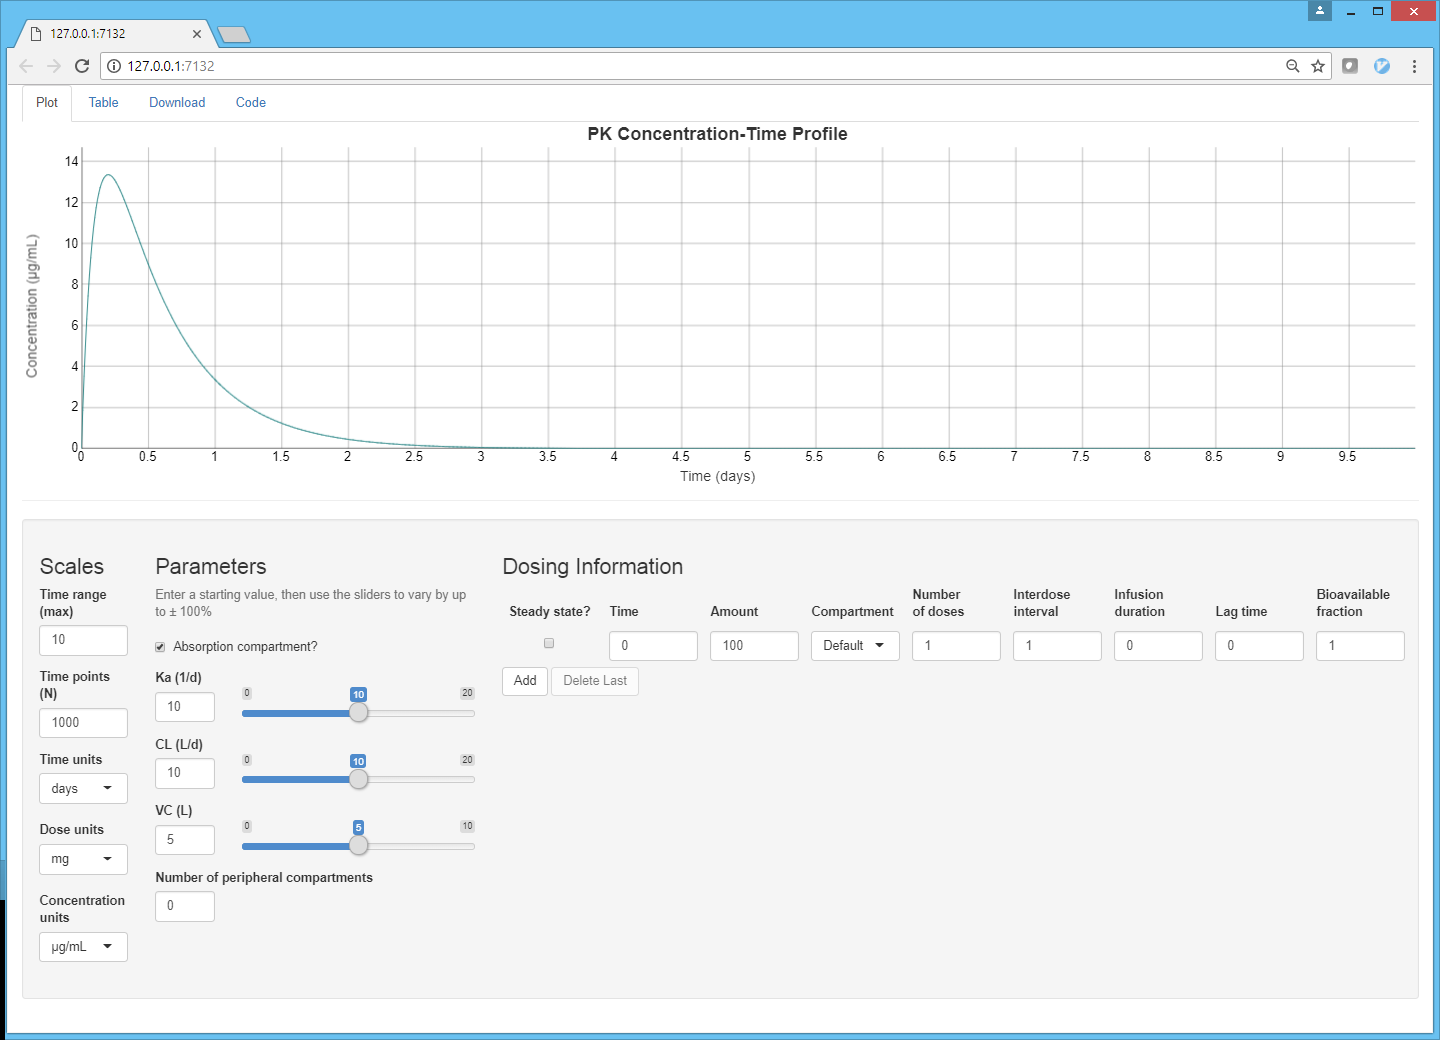 127.0.0.1:7132
127.0.0.1:7132
Plot Table Download Code
PK Concentration-Time Profile
Concentration (µg/mL)
14
12
10
8
6
4
2
0
0 0.5 1 1.5 2 2.5 3 3.5 4 4.5 5 5.5 6 6.5 7 7.5 8 8.5 9 9.5
Time (days)
Scales
Time range
(max)
10
Time points
(N)
1000
Time units
days
Dose units
mg
Concentration
units
µg/mL
Parameters
Enter a starting value, then use the sliders to vary by up
to ± 100%
Absorption compartment?
Ka (1/d)
10
0 10 20
CL (L/d)
10
0 10 20
VC (L)
5
0 5 10
Number of peripheral compartments
0
Dosing Information
Steady state?
Time
0
Amount
100
Compartment
Default
Number
of doses
1
Interdose
interval
1
Infusion
duration
0
Lag time
0
Bioavailable
fraction
1
Add Delete Last